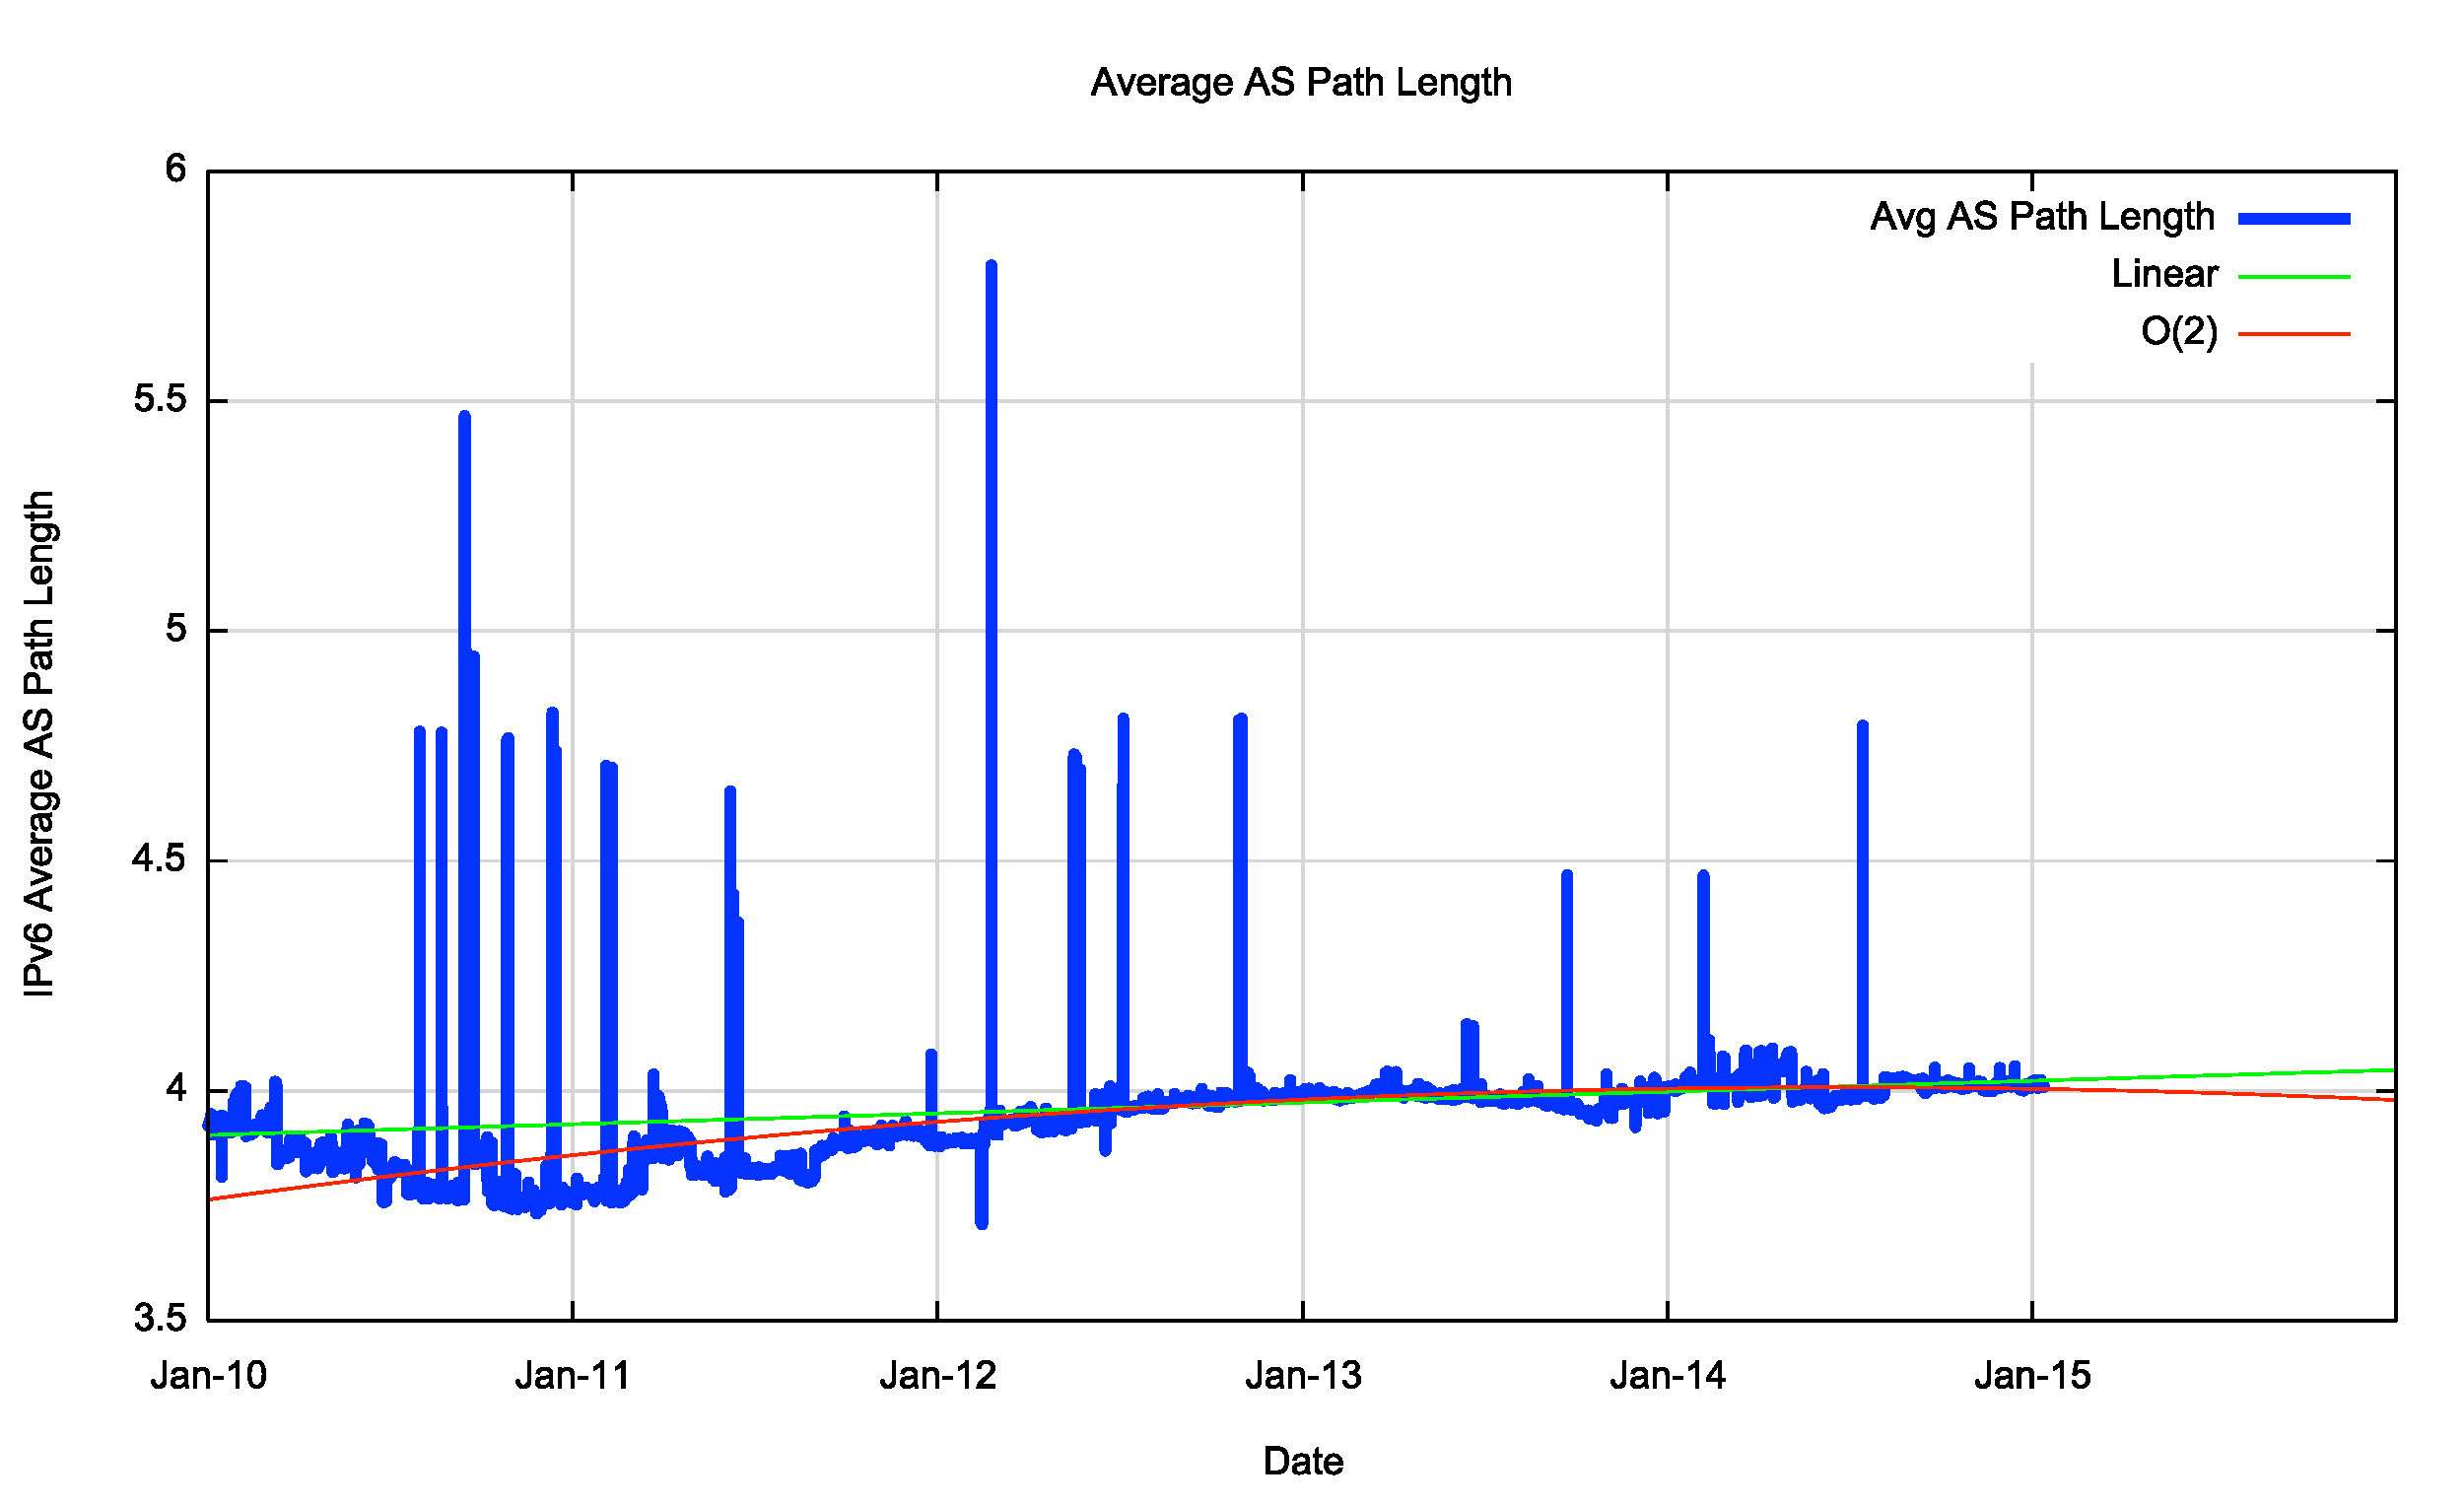 Average AS Path Length
6
5.5
5
4.5
4
3.5
IPv6 Average AS Path Length
Avg AS Path Length
Linear
O(2)
Jan-10
Jan-11
Jan-12
Jan-13
Jan-14
Jan-15
Date